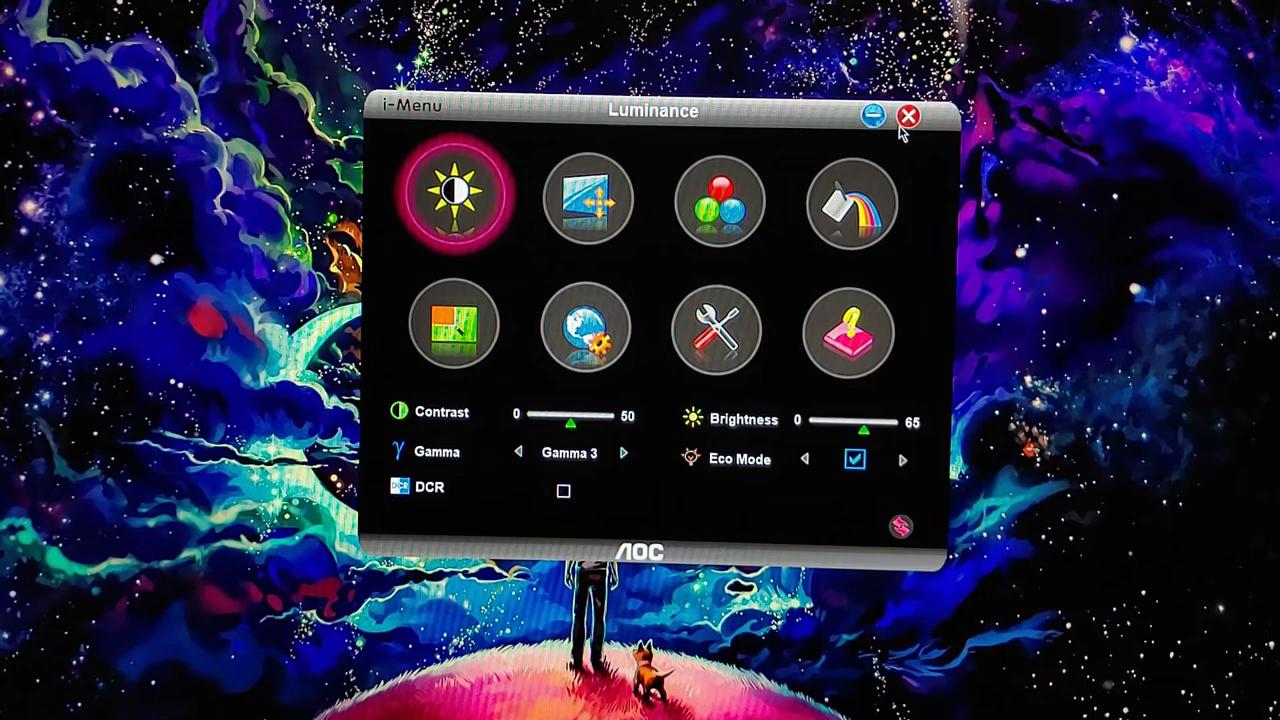 i-Menu
Luminance
Contrast 0 50
Brightness 0 65
Gamma Gamma 3
Eco Mode
DCR DCR
AOC